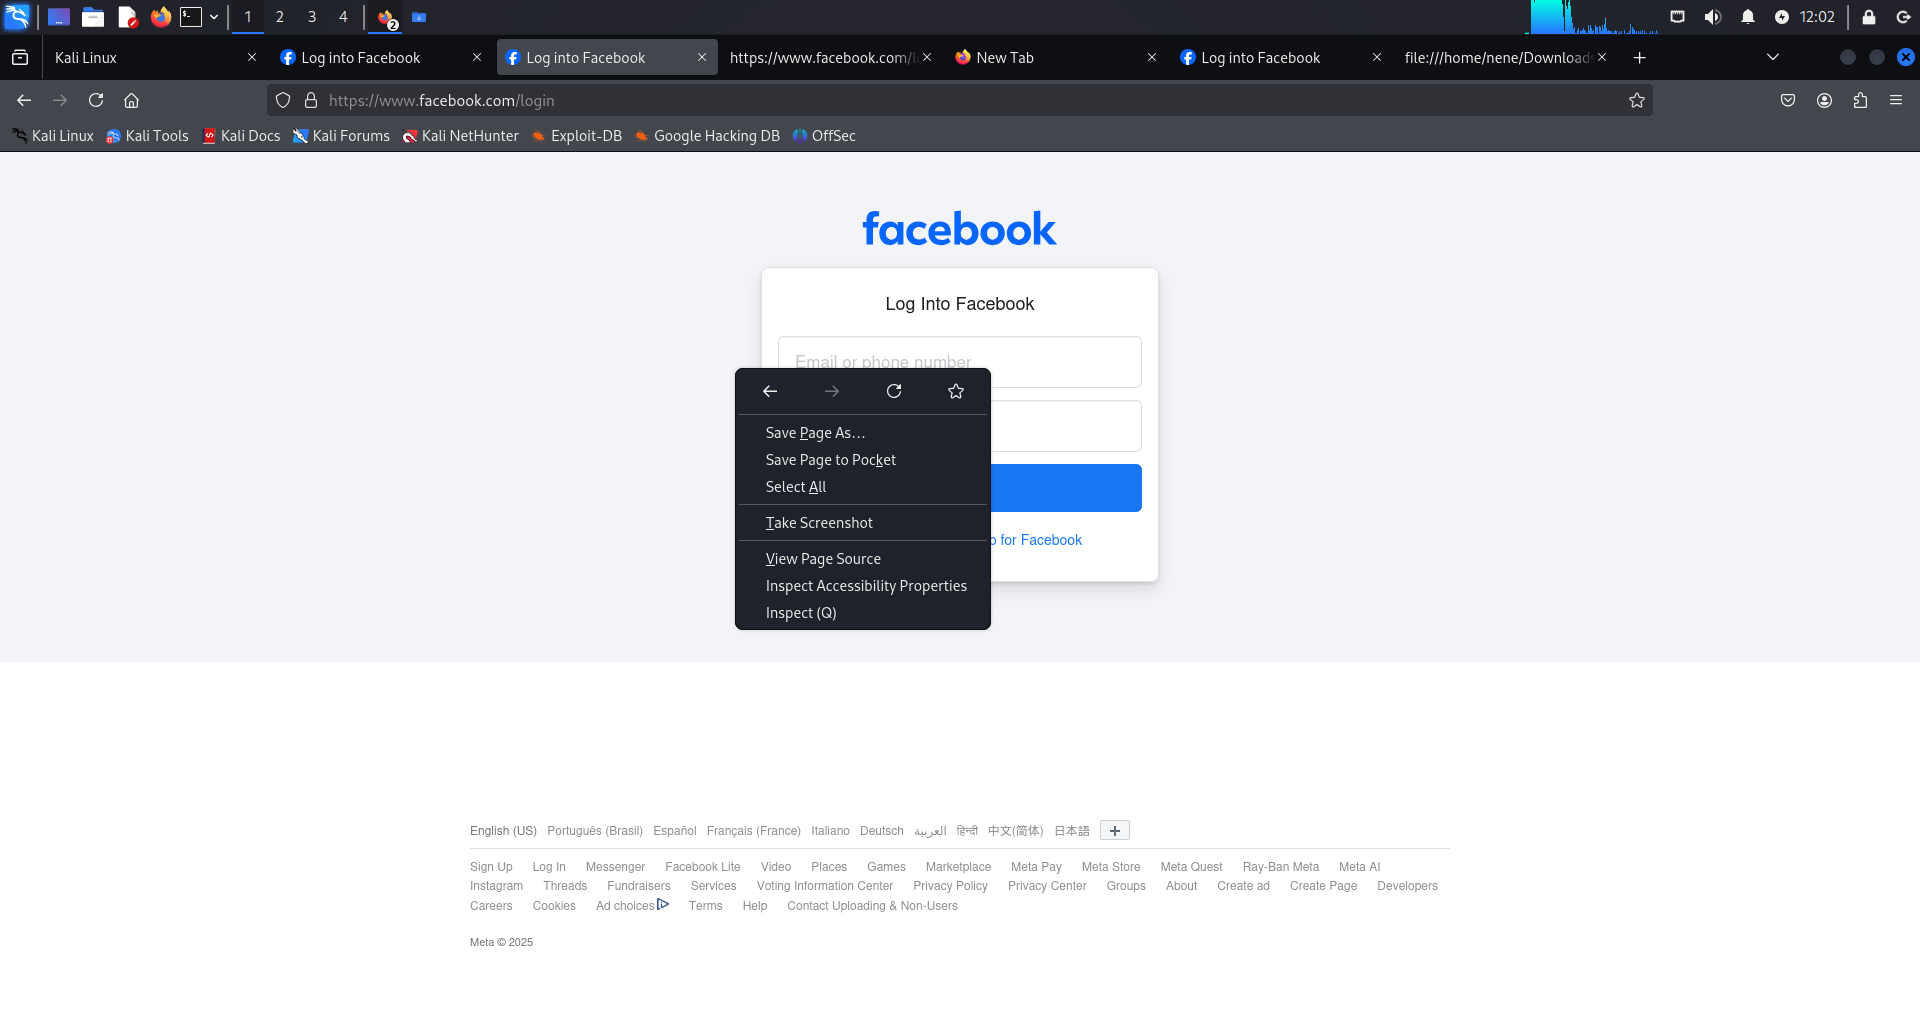 1 2 3 4 2 12:02
Kali Linux Log into Facebook Log into Facebook https://www.facebook.com/l New Tab Log into Facebook file:///home/nene/Downloads
https://www.facebook.com/login
Kali Linux Kali Tools Kali Docs Kali Forums Kali NetHunter Exploit-DB Google Hacking DB OffSec
facebook
Log Into Facebook
Email or phone number
Save Page As…
Save Page to Pocket
Select All
Take Screenshot
for Facebook
View Page Source
Inspect Accessibility Properties
Inspect (Q)
English (US) Português (Brasil) Español Français (France) Italiano Deutsch العربية हिन्दी 中文(简体) 日本語
Sign Up Log In Messenger Facebook Lite Video Places Games Marketplace Meta Pay Meta Store Meta Quest Ray-Ban Meta Meta AI
Instagram Threads Fundraisers Services Voting Information Center Privacy Policy Privacy Center Groups About Create ad Create Page Developers
Careers Cookies Ad choices Terms Help Contact Uploading & Non-Users
Meta © 2025